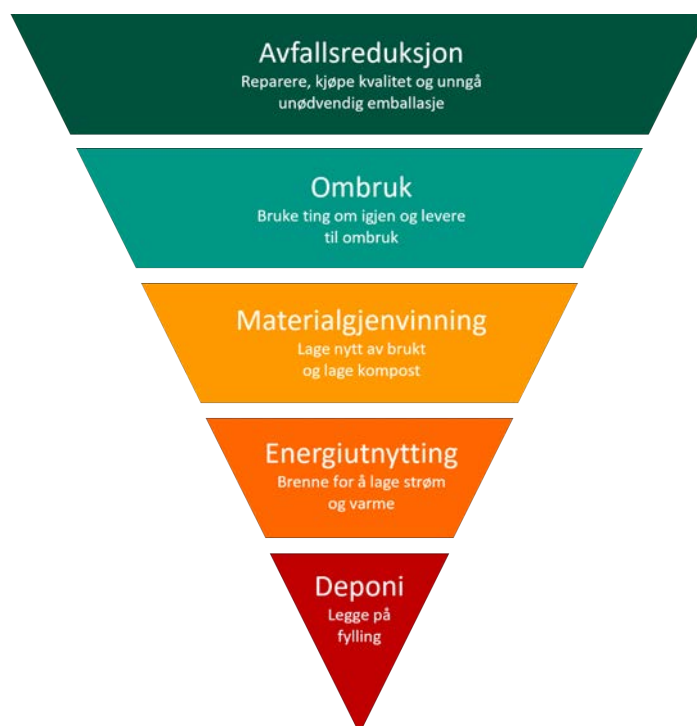 Avfallsreduksjon
Reparere, kjøpe kvalitet og unngå
unødvendig emballasje
Ombruk
Bruke ting om igjen og levere
til ombruk
Materialgjenvinning
Lage nytt av brukt
og lage kompost
Energiutnytting
Brenne for å lage strøm
og varme
Deponi
Legge på
fylling